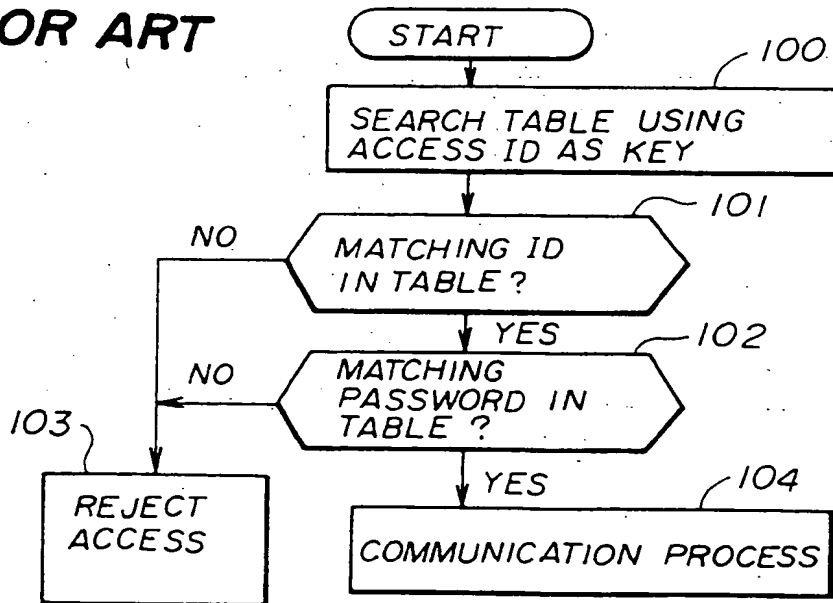 OR ART
START
100
SEARCH TABLE USING
ACCESS ID AS KEY
101
NO
MATCHING ID
IN TABLE?
YES
102
NO
MATCHING
PASSWORD IN
TABLE ?
103
YES
104
REJECT
ACCESS
COMMUNICATION PROCESS